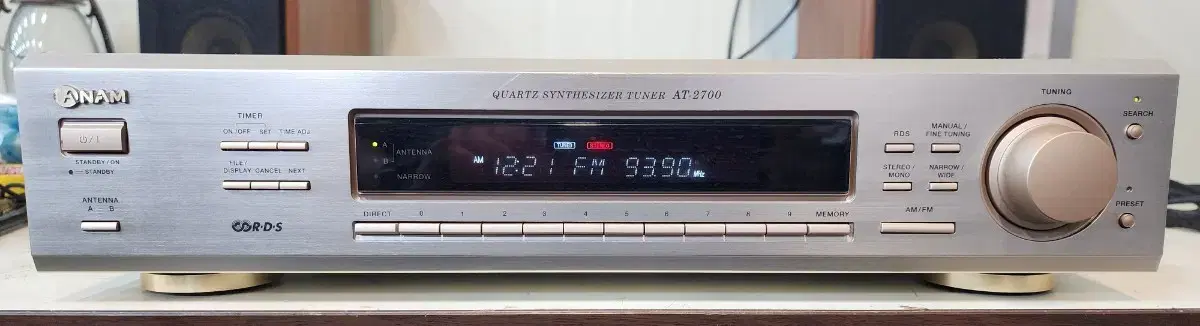 ANAM
QUARTZ SYNTHESIZER TUNER AT-2700
STANDBY/ON
STANDBY
ANTENNA
A B
TIMER
ON/OFF SET TIME ADJ
FILE/
DISPLAY CANCEL NEXT
R·D·S
A
B
ANTENNA
NARROW
TUNED STEREO
AM 12:21 FM 93.90 MHz
DIRECT 0 1 2 3 4 5 6 7 8 9 MEMORY
RDS
MANUAL/
FINE TUNING
STEREO/
MONO
NARROW/
WIDE
AM/FM
TUNING
SEARCH
PRESET